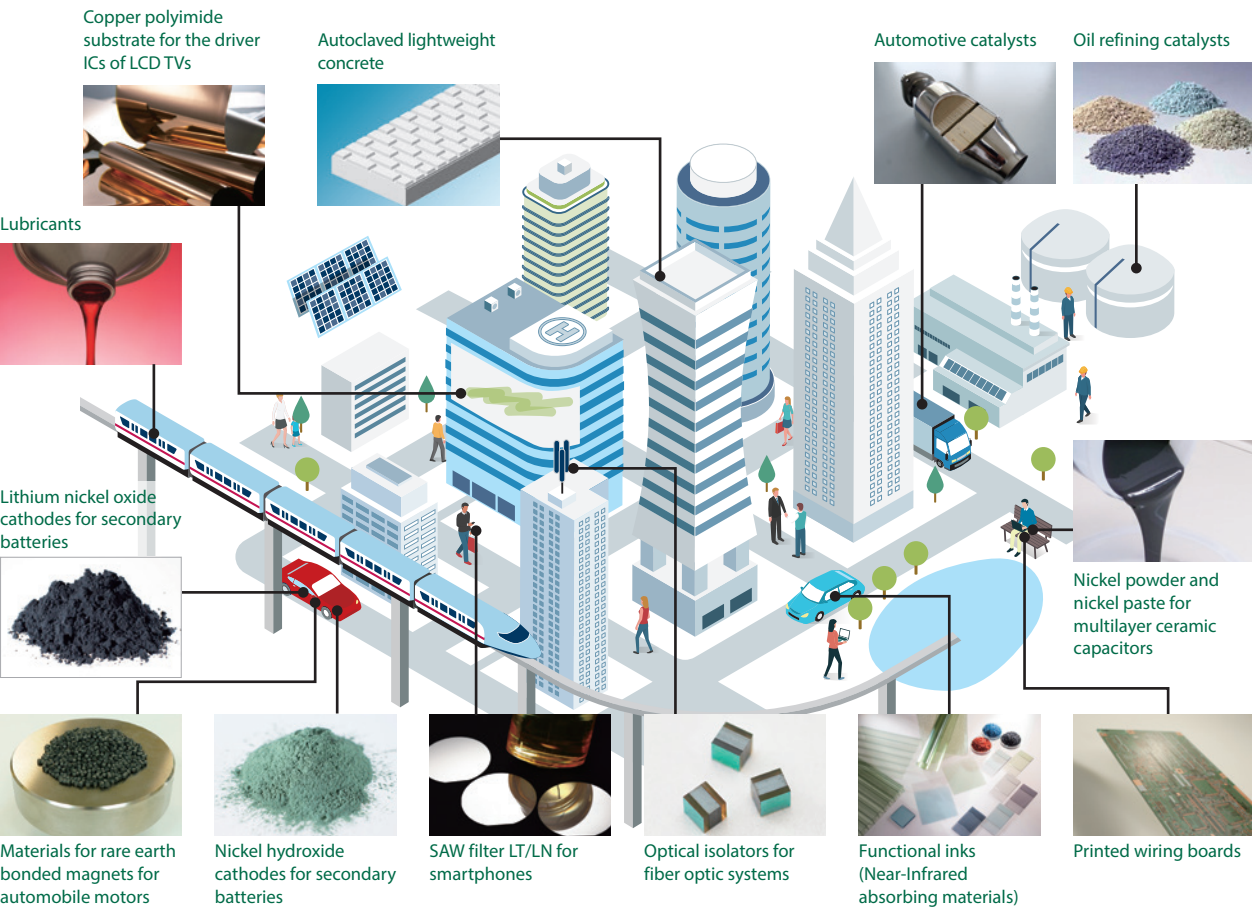 Copper polyimide
substrate for the driver
ICs of LCD TVs
Autoclaved lightweight
concrete
Automotive catalysts
Oil refining catalysts
Lubricants
H
Lithium nickel oxide
cathodes for secondary
batteries
Nickel powder and
nickel paste for
multilayer ceramic
capacitors
Materials for rare earth
bonded magnets for
automobile motors
Nickel hydroxide
cathodes for secondary
batteries
SAW filter LT/LN for
smartphones
Optical isolators for
fiber optic systems
Functional inks
(Near-Infrared
absorbing materials)
Printed wiring boards